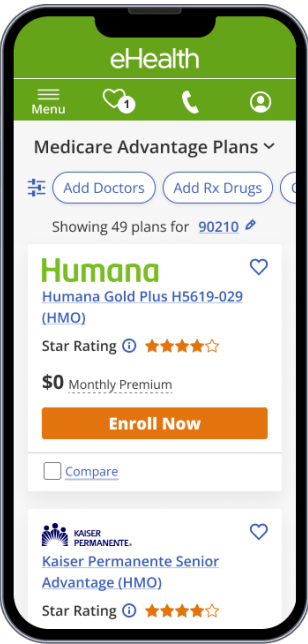 eHealth
1
Menu
Medicare Advantage Plans
Add Doctors Add Rx Drugs
Showing 49 plans for 90210
Humana
Humana Gold Plus H5619-029
(HMO)
Star Rating
$0 Monthly Premium
Enroll Now
Compare
KAISER
PERMANENTE.
Kaiser Permanente Senior
Advantage (HMO)
Star Rating